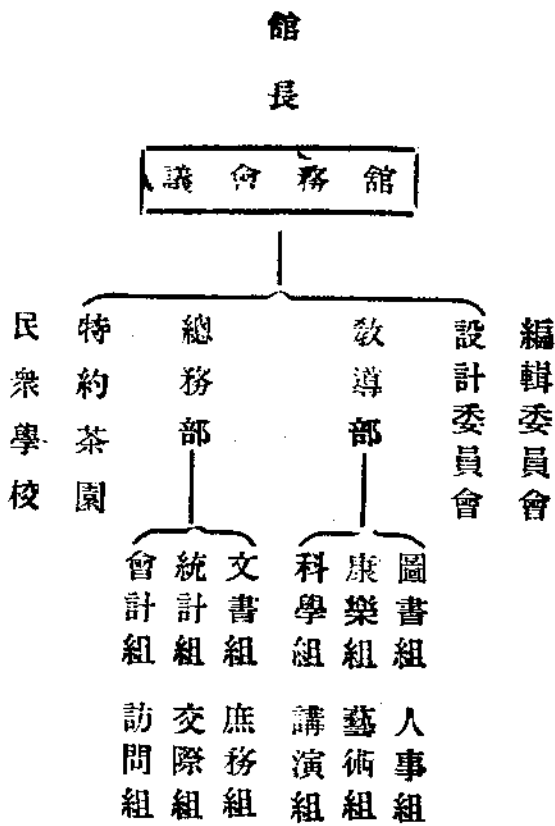 館長
館務會議
編輯委員會
設計委員會
教導部
總務部
特約茶園
民衆學校
圖書組
康樂組
科學組
文書組
統計組
會計組
人事組
藝術組
講演組
庶務組
交際組
訪問組